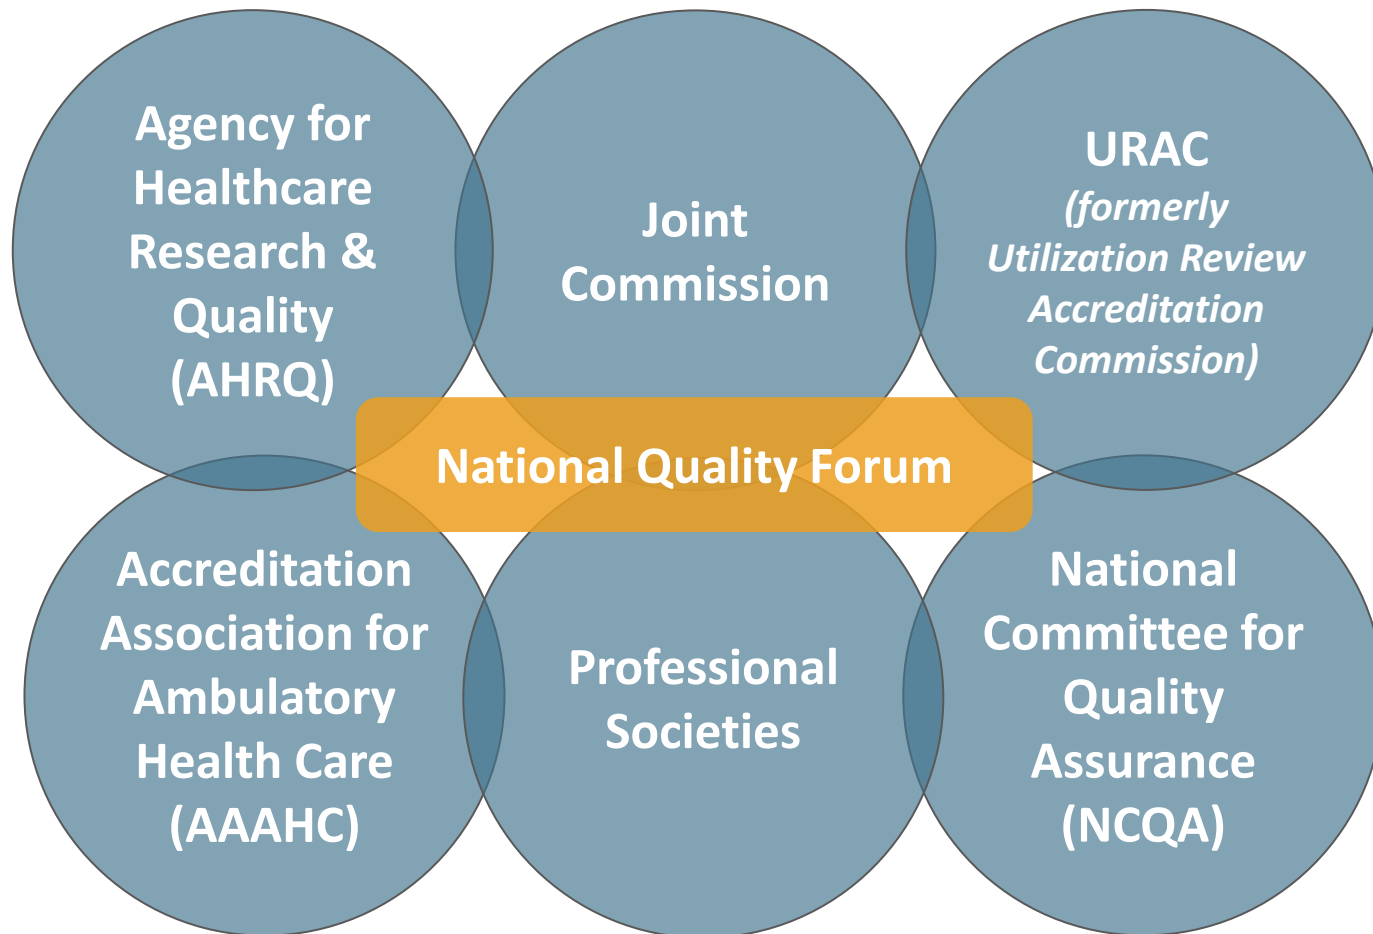 Agency for
Healthcare
Research &
Quality
(AHRQ)
Joint
Commission
URAC
(formerly
Utilization Review
Accreditation
Commission)
National Quality Forum
Accreditation
Association for
Ambulatory
Health Care
(AAAHC)
Professional
Societies
National
Committee for
Quality
Assurance
(NCQA)